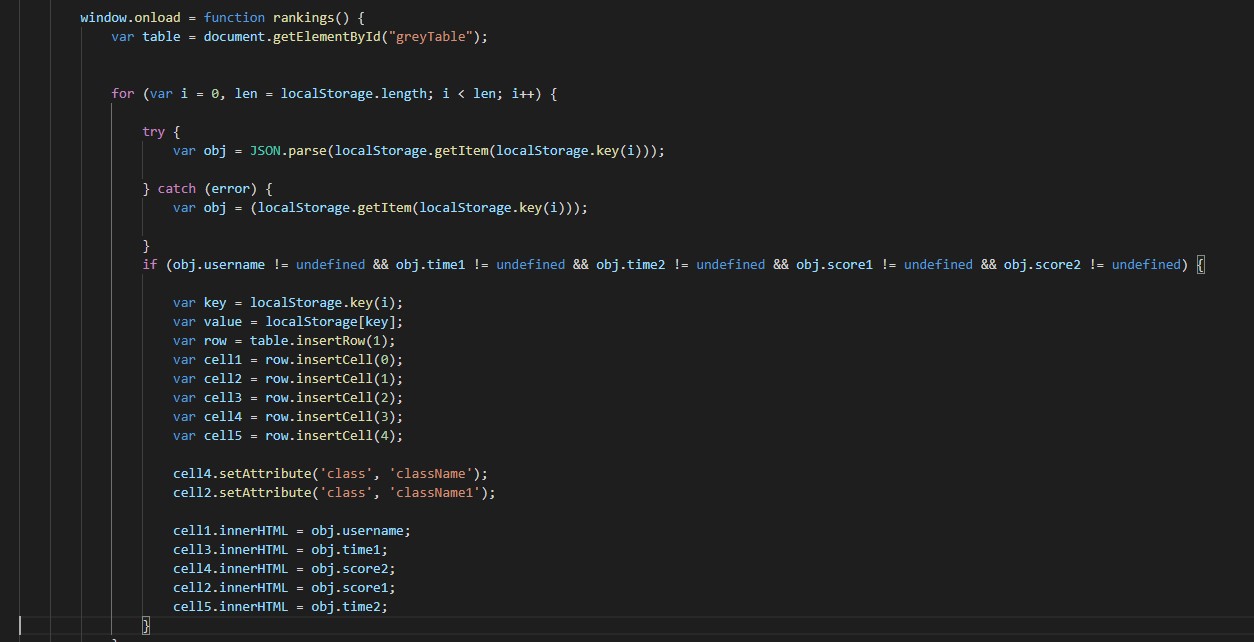 window.onload = function rankings() {
var table = document.getElementById("greyTable");
for (var i = 0, len = localStorage.length; i < len; i++) {
try {
var obj = JSON.parse(localStorage.getItem(localStorage.key(i)));
} catch (error) {
var obj = (localStorage.getItem(localStorage.key(i)));
}
if (obj.username != undefined && obj.time1 != undefined && obj.time2 != undefined && obj.score1 != undefined && obj.score2 != undefined) {
var key = localStorage.key(i);
var value = localStorage[key];
var row = table.insertRow(1);
var cell1 = row.insertCell(0);
var cell2 = row.insertCell(1);
var cell3 = row.insertCell(2);
var cell4 = row.insertCell(3);
var cell5 = row.insertCell(4);
cell4.setAttribute('class', 'className');
cell2.setAttribute('class', 'className1');
cell1.innerHTML = obj.username;
cell3.innerHTML = obj.time1;
cell4.innerHTML = obj.score2;
cell2.innerHTML = obj.score1;
cell5.innerHTML = obj.time2;
}